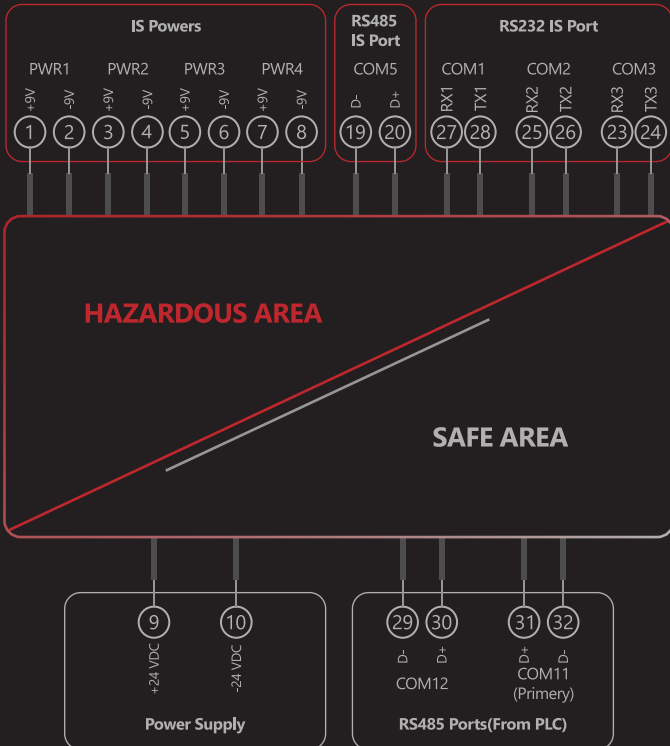 IS Powers
RS485
IS Port
RS232 IS Port
PWR1 PWR2 PWR3 PWR4 COM5 COM1 COM2 COM3
+9V -9V +9V -9V +9V -9V +9V -9V D- D+ RX1 TX1 RX2 TX2 RX3 TX3
1 2 3 4 5 6 7 8 19 20 27 28 25 26 23 24
HAZARDOUS AREA
SAFE AREA
9 10 29 30 31 32
+24 VDC -24 VDC D- D+ D+ D-
COM12 COM11
(Primery)
Power Supply RS485 Ports(From PLC)